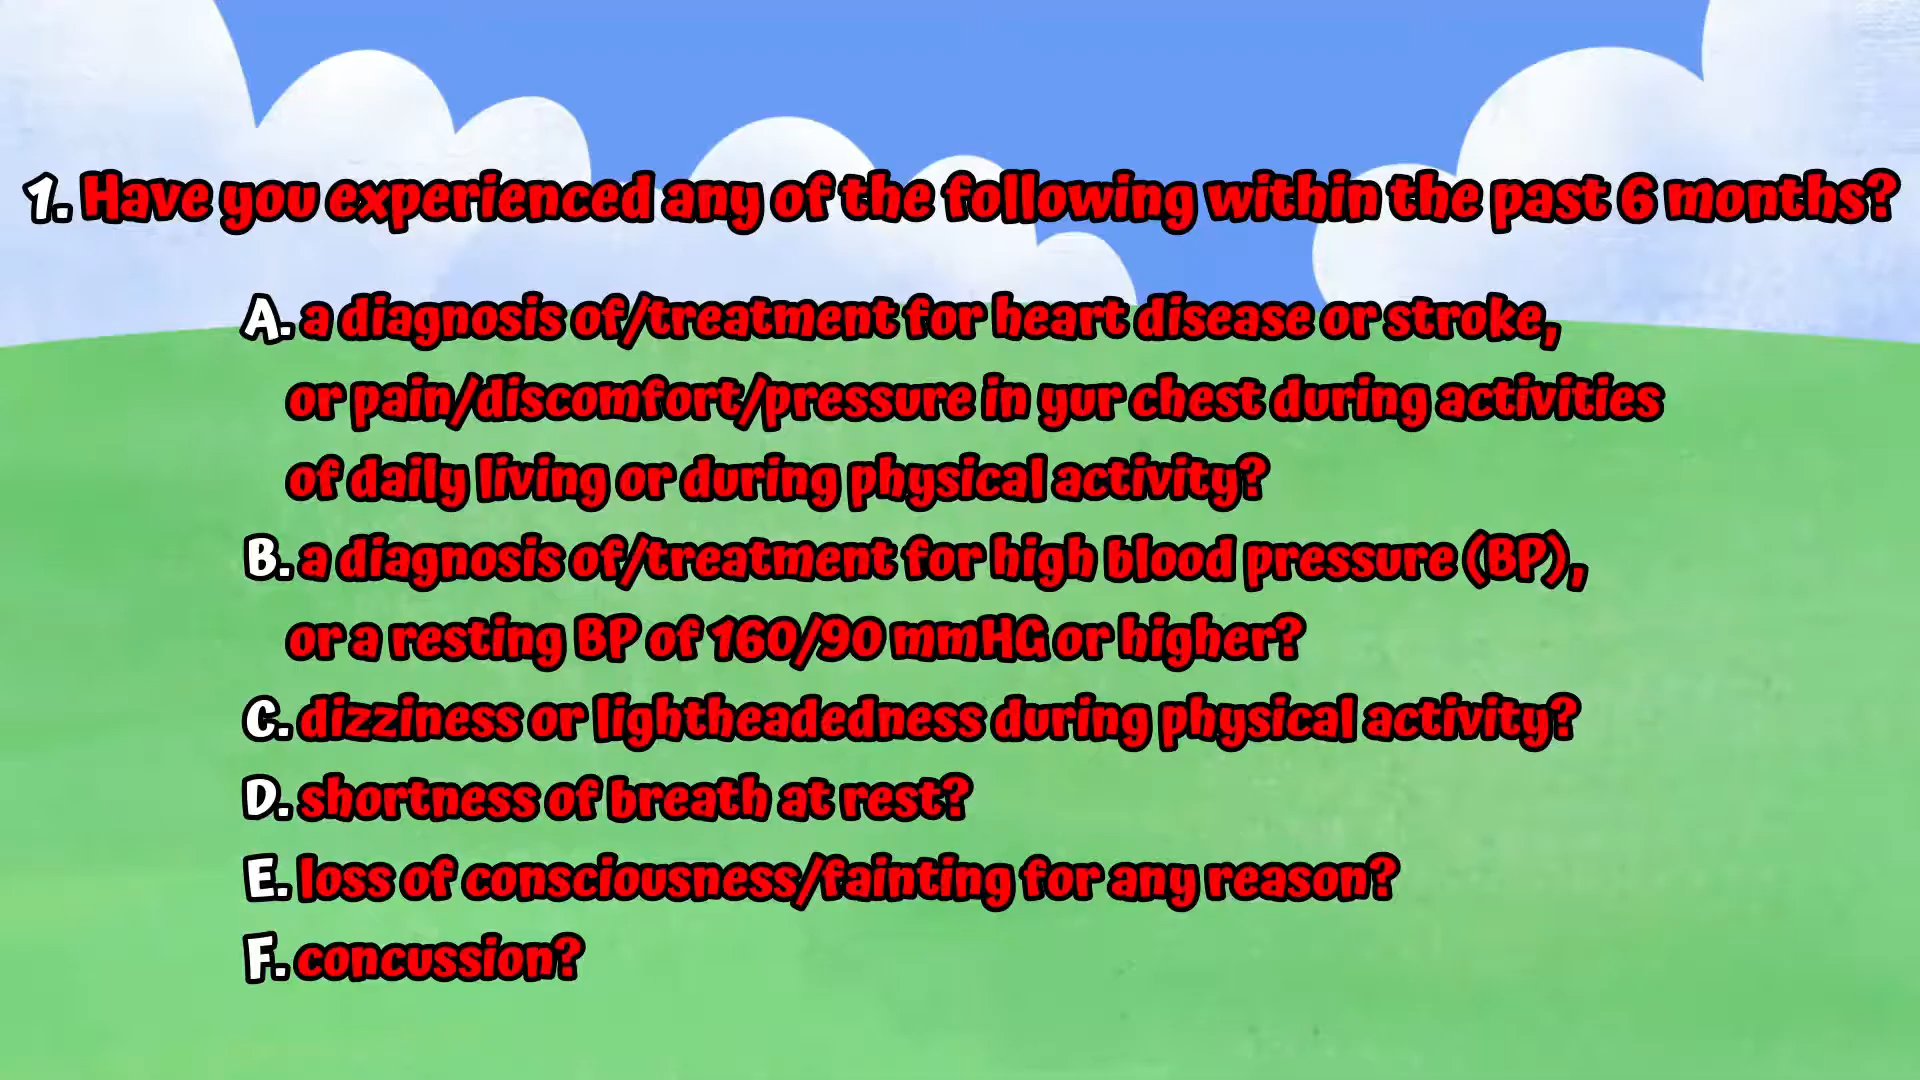 1. Have you experienced any of the following within the past 6 months?
A. a diagnosis of/treatment for heart disease or stroke,
or pain/discomfort/pressure in yur chest during activities
of daily living or during physical activity?
B. a diagnosis of/treatment for high blood pressure (BP),
or a resting BP of 160/90 mmHG or higher?
C. dizziness or lightheadedness during physical activity?
D. shortness of breath at rest?
E. loss of consciousness/fainting for any reason?
F. concussion?